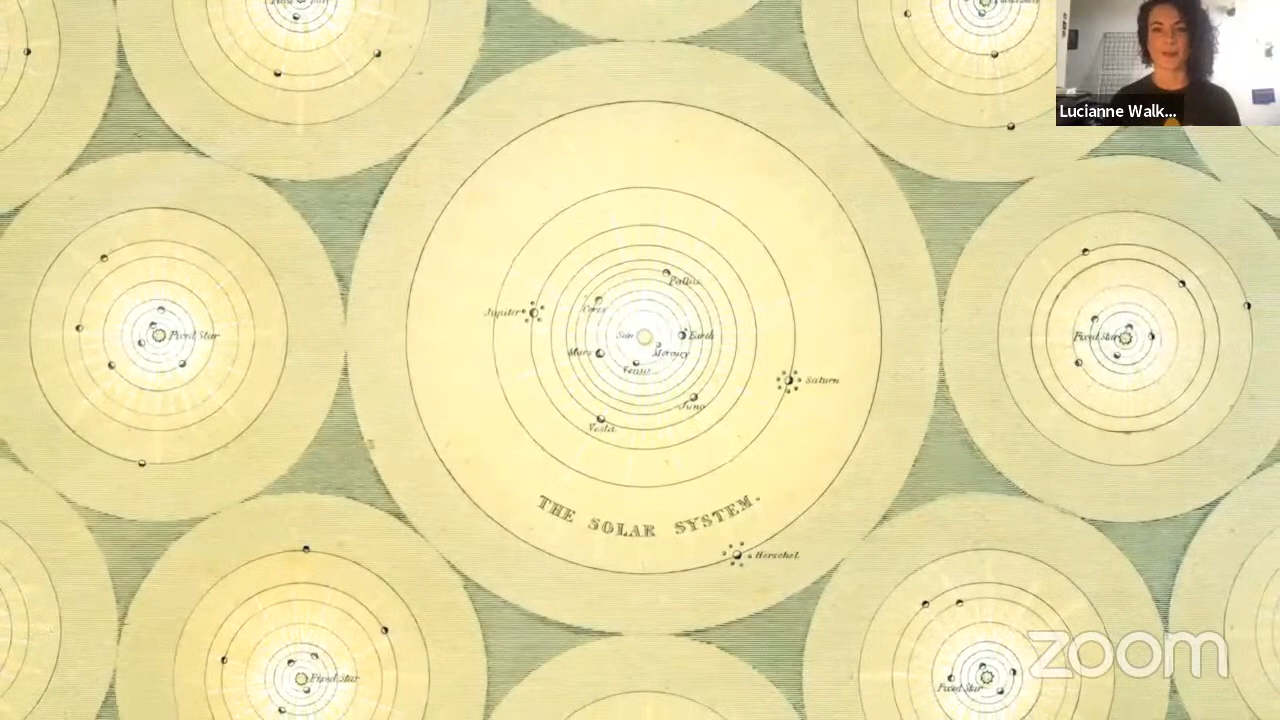 Lucianne Walk...
Pallas
Jupiter
Ceres
Fixed Star
Sun
Earth
Fixed Star
Mars
Mercury
Venus
Saturn
Juno
Vesta
THE SOLAR SYSTEM.
Herschel
Fixed Star
Fixed Star
zoom